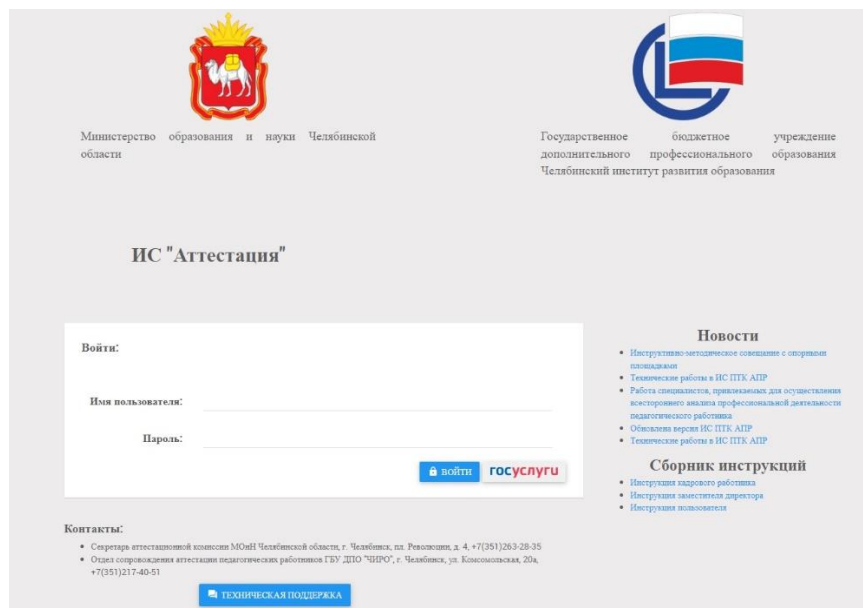 Министерство образования и науки Челябинской
области
Государственное бюджетное учреждение
дополнительного профессионального образования
Челябинский институт развития образования
ИС "Аттестация"
Войти:
Имя пользователя:
Пароль:
ВОЙТИ
госуслуги
Новости
Инструктивно-методическое совещание с опорными
площадками
Технические работы в ИС ПТК АПР
Работа специалистов, привлекаемых для осуществления
всестороннего анализа профессиональной деятельности
педагогического работника
Обновлена версия ИС ПТК АПР
Технические работы в ИС ПТК АПР
Сборник инструкций
Инструкция кадрового работника
Инструкция заместителя директора
Инструкция пользователя
Контакты:
Секретарь аттестационной комиссии МОиН Челябинской области, г. Челябинск, пл. Революции, д. 4, +7(351)263-28-35
Отдел сопровождения аттестации педагогических работников ГБУ ДПО "ЧИРО", г. Челябинск, ул. Комсомольская, 20а,
+7(351)217-40-51
ТЕХНИЧЕСКАЯ ПОДДЕРЖКА